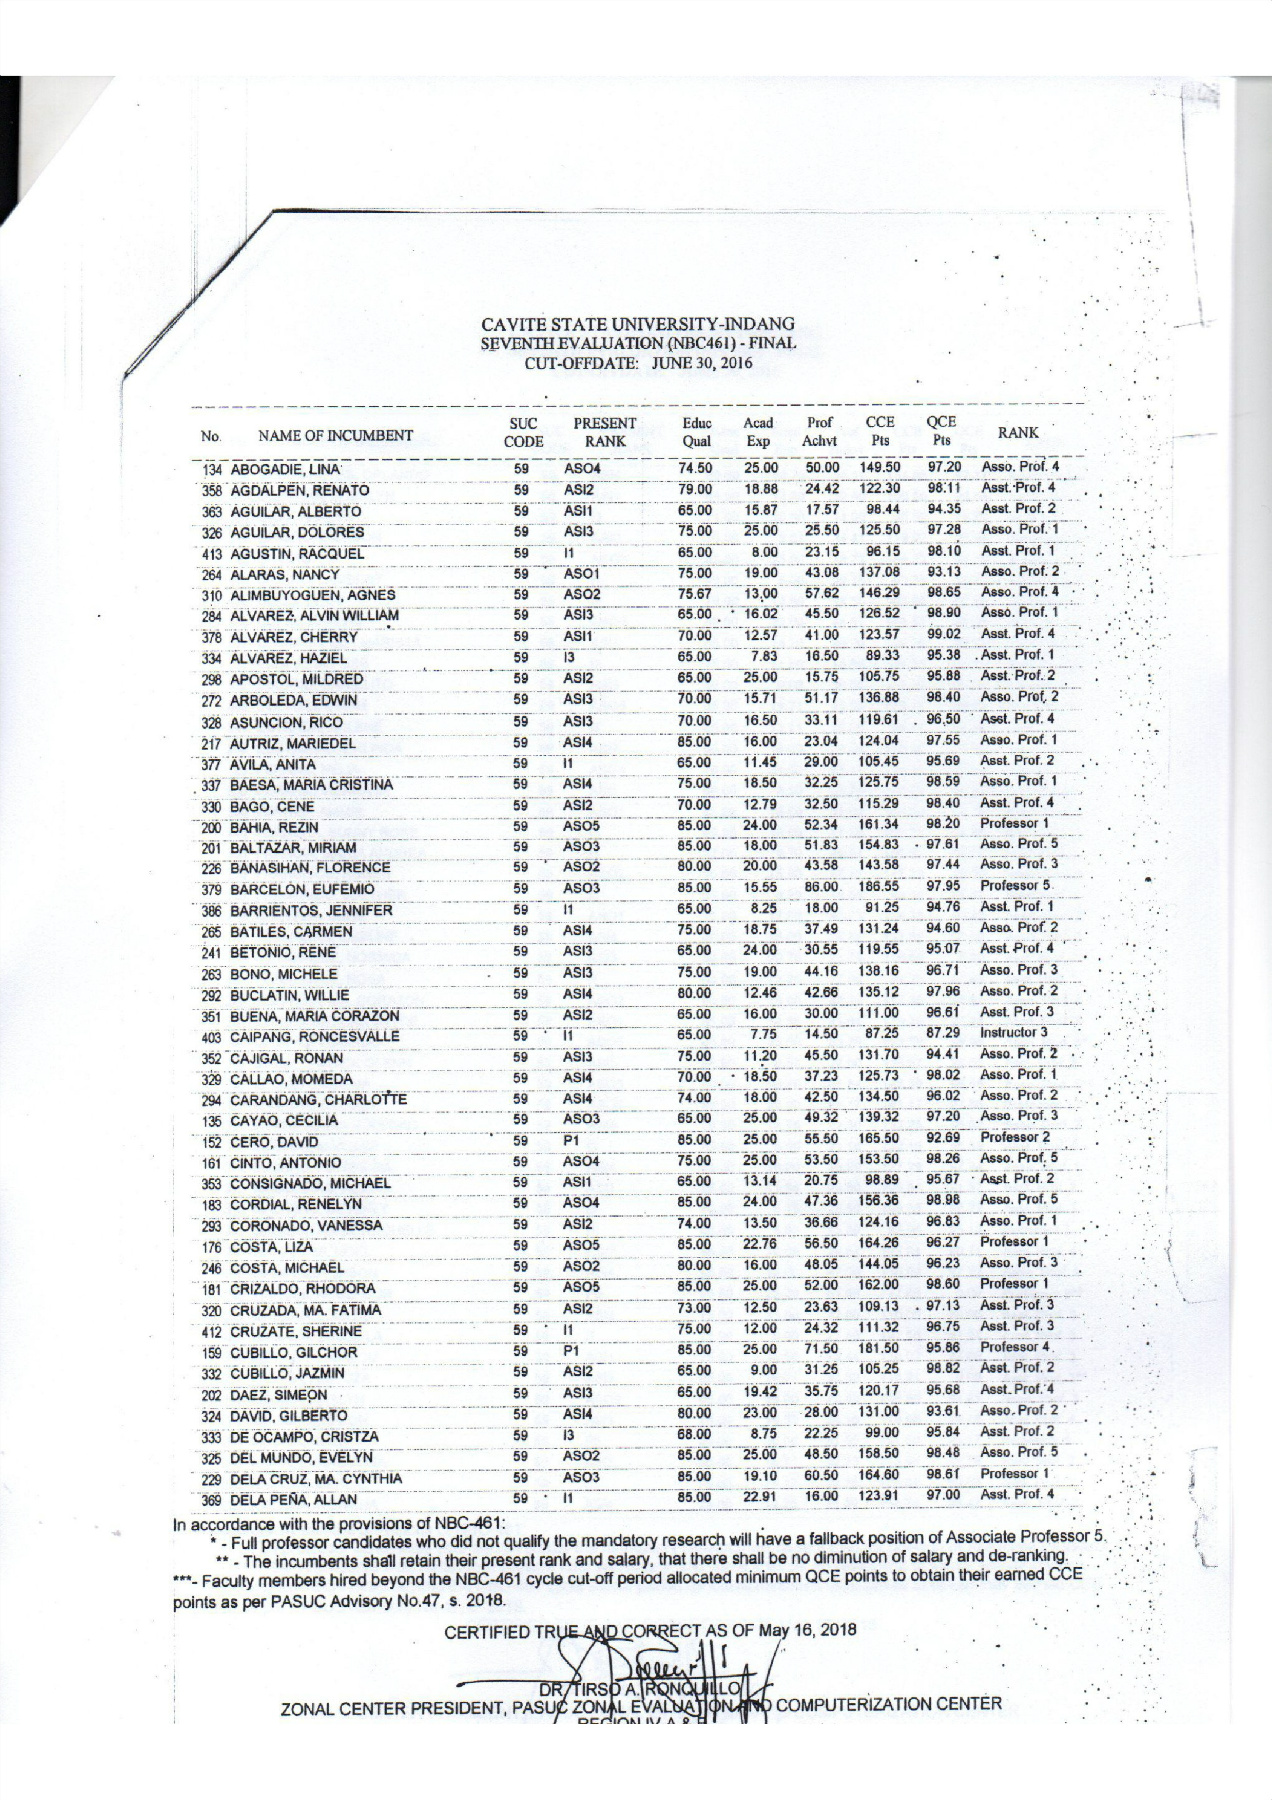 CAVITE STATE UNIVERSITY-INDANG
SEVENTH EVALUATION (NBC461) - FINAL
CUT-OFFDATE: JUNE 30, 2016
No. NAME OF INCUMBENT SUC CODE PRESENT RANK Educ Qual Acad Exp Prof Achvt CCE Pts QCE Pts RANK
134 ABOGADIE, LINA 59 ASO4 74.50 25.00 50.00 149.50 97.20 Asso. Prof. 4
358 AGDALPEN, RENATO 59 ASI2 79.00 18.88 24.42 122.30 98.11 Asst. Prof. 4
363 AGUILAR, ALBERTO 59 ASI1 65.00 15.87 17.57 98.44 94.35 Asst. Prof. 2
326 AGUILAR, DOLORES 59 ASI3 75.00 25.00 25.50 125.50 97.28 Asso. Prof. 1
413 AGUSTIN, RACQUEL 59 I1 65.00 8.00 23.15 96.15 98.10 Asst. Prof. 1
264 ALARAS, NANCY 59 ASO1 75.00 19.00 43.08 137.08 93.13 Asso. Prof. 2
310 ALIMBUYOGUEN, AGNES 59 ASO2 75.67 13.00 57.62 146.29 98.65 Asso. Prof. 4
284 ALVAREZ, ALVIN WILLIAM 59 ASI3 65.00 16.02 45.50 126.52 98.90 Asso. Prof. 1
378 ALVAREZ, CHERRY 59 ASI1 70.00 12.57 41.00 123.57 99.02 Asst. Prof. 4
334 ALVAREZ, HAZIEL 59 I3 65.00 7.83 16.50 89.33 95.38 Asst. Prof. 1
298 APOSTOL, MILDRED 59 ASI2 65.00 25.00 15.75 105.75 95.88 Asst. Prof. 2
272 ARBOLEDA, EDWIN 59 ASI3 70.00 15.71 51.17 136.88 98.40 Asso. Prof. 2
328 ASUNCION, RICO 59 ASI3 70.00 16.50 33.11 119.61 96.50 Asst. Prof. 4
217 AUTRIZ, MARIEDEL 59 ASI4 85.00 16.00 23.04 124.04 97.55 Asso. Prof. 1
377 AVILA, ANITA 59 I1 65.00 11.45 29.00 105.45 95.69 Asst. Prof. 2
337 BAESA, MARIA CRISTINA 59 ASI4 75.00 18.50 32.25 125.75 98.59 Asso. Prof. 1
330 BAGO, CENE 59 ASI2 70.00 12.79 32.50 115.29 98.40 Asst. Prof. 4
200 BAHIA, REZIN 59 ASO5 85.00 24.00 52.34 161.34 98.20 Professor 1
201 BALTAZAR, MIRIAM 59 ASO3 85.00 18.00 51.83 154.83 97.61 Asso. Prof. 5
226 BANASIHAN, FLORENCE 59 ASO2 80.00 20.00 43.58 143.58 97.44 Asso. Prof. 3
379 BARCELON, EUFEMIO 59 ASO3 85.00 15.55 86.00 186.55 97.95 Professor 5
386 BARRIENTOS, JENNIFER 59 I1 65.00 8.25 18.00 91.25 94.76 Asst. Prof. 1
265 BATILES, CARMEN 59 ASI4 75.00 18.75 37.49 131.24 94.60 Asso. Prof. 2
241 BETONIO, RENE 59 ASI3 65.00 24.00 30.55 119.55 95.07 Asst. Prof. 4
263 BONO, MICHELE 59 ASI3 75.00 19.00 44.16 138.16 96.71 Asso. Prof. 3
292 BUCLATIN, WILLIE 59 ASI4 80.00 12.46 42.66 135.12 97.96 Asso. Prof. 2
351 BUENA, MARIA CORAZON 59 ASI2 65.00 16.00 30.00 111.00 96.61 Asst. Prof. 3
403 CAIPANG, RONCESVALLE 59 I1 65.00 7.75 14.50 87.25 87.29 Instructor 3
352 CAJIGAL, RONAN 59 ASI3 75.00 11.20 45.50 131.70 94.41 Asso. Prof. 2
329 CALLAO, MOMEDA 59 ASI4 70.00 18.50 37.23 125.73 98.02 Asso. Prof. 1
294 CARANDANG, CHARLOTTE 59 ASI4 74.00 18.00 42.50 134.50 96.02 Asso. Prof. 2
135 CAYAO, CECILIA 59 ASO3 65.00 25.00 49.32 139.32 97.20 Asso. Prof. 3
152 CERO, DAVID 59 P1 85.00 25.00 55.50 165.50 92.69 Professor 2
161 CINTO, ANTONIO 59 ASO4 75.00 25.00 53.50 153.50 98.26 Asso. Prof. 5
353 CONSIGNADO, MICHAEL 59 ASI1 65.00 13.14 20.75 98.89 95.67 Asst. Prof. 2
183 CORDIAL, RENELYN 59 ASO4 85.00 24.00 47.36 156.36 98.98 Asso. Prof. 5
293 CORONADO, VANESSA 59 ASI2 74.00 13.50 36.66 124.16 96.83 Asso. Prof. 1
176 COSTA, LIZA 59 ASO5 85.00 22.76 56.50 164.26 96.27 Professor 1
246 COSTA, MICHAEL 59 ASO2 80.00 16.00 48.05 144.05 96.23 Asso. Prof. 3
181 CRIZALDO, RHODORA 59 ASO5 85.00 25.00 52.00 162.00 98.60 Professor 1
320 CRUZADA, MA. FATIMA 59 ASI2 73.00 12.50 23.63 109.13 97.13 Asst. Prof. 3
412 CRUZATE, SHERINE 59 I1 75.00 12.00 24.32 111.32 96.75 Asst. Prof. 3
159 CUBILLO, GILCHOR 59 P1 85.00 25.00 71.50 181.50 95.86 Professor 4
332 CUBILLO, JAZMIN 59 ASI2 65.00 9.00 31.25 105.25 98.82 Asst. Prof. 2
202 DAEZ, SIMEON 59 ASI3 65.00 19.42 35.75 120.17 95.68 Asst. Prof. 4
324 DAVID, GILBERTO 59 ASI4 80.00 23.00 28.00 131.00 93.61 Asso. Prof. 2
333 DE OCAMPO, CRISTZA 59 I3 68.00 8.75 22.25 99.00 95.84 Asst. Prof. 2
325 DEL MUNDO, EVELYN 59 ASO2 85.00 25.00 48.50 158.50 98.48 Asso. Prof. 5
229 DELA CRUZ, MA. CYNTHIA 59 ASO3 85.00 19.10 60.50 164.60 98.61 Professor 1
369 DELA PEÑA, ALLAN 59 I1 85.00 22.91 16.00 123.91 97.00 Asst. Prof. 4
In accordance with the provisions of NBC-461:
* - Full professor candidates who did not qualify the mandatory research will have a fallback position of Associate Professor 5.
** - The incumbents shall retain their present rank and salary, that there shall be no diminution of salary and de-ranking.
***- Faculty members hired beyond the NBC-461 cycle cut-off period allocated minimum QCE points to obtain their earned CCE
points as per PASUC Advisory No.47, s. 2018.
CERTIFIED TRUE AND CORRECT AS OF May 16, 2018
DR. TIRSO A. RONQUILLO
ZONAL CENTER PRESIDENT, PASUC ZONAL EVALUATION AND COMPUTERIZATION CENTER
REGION IV A &